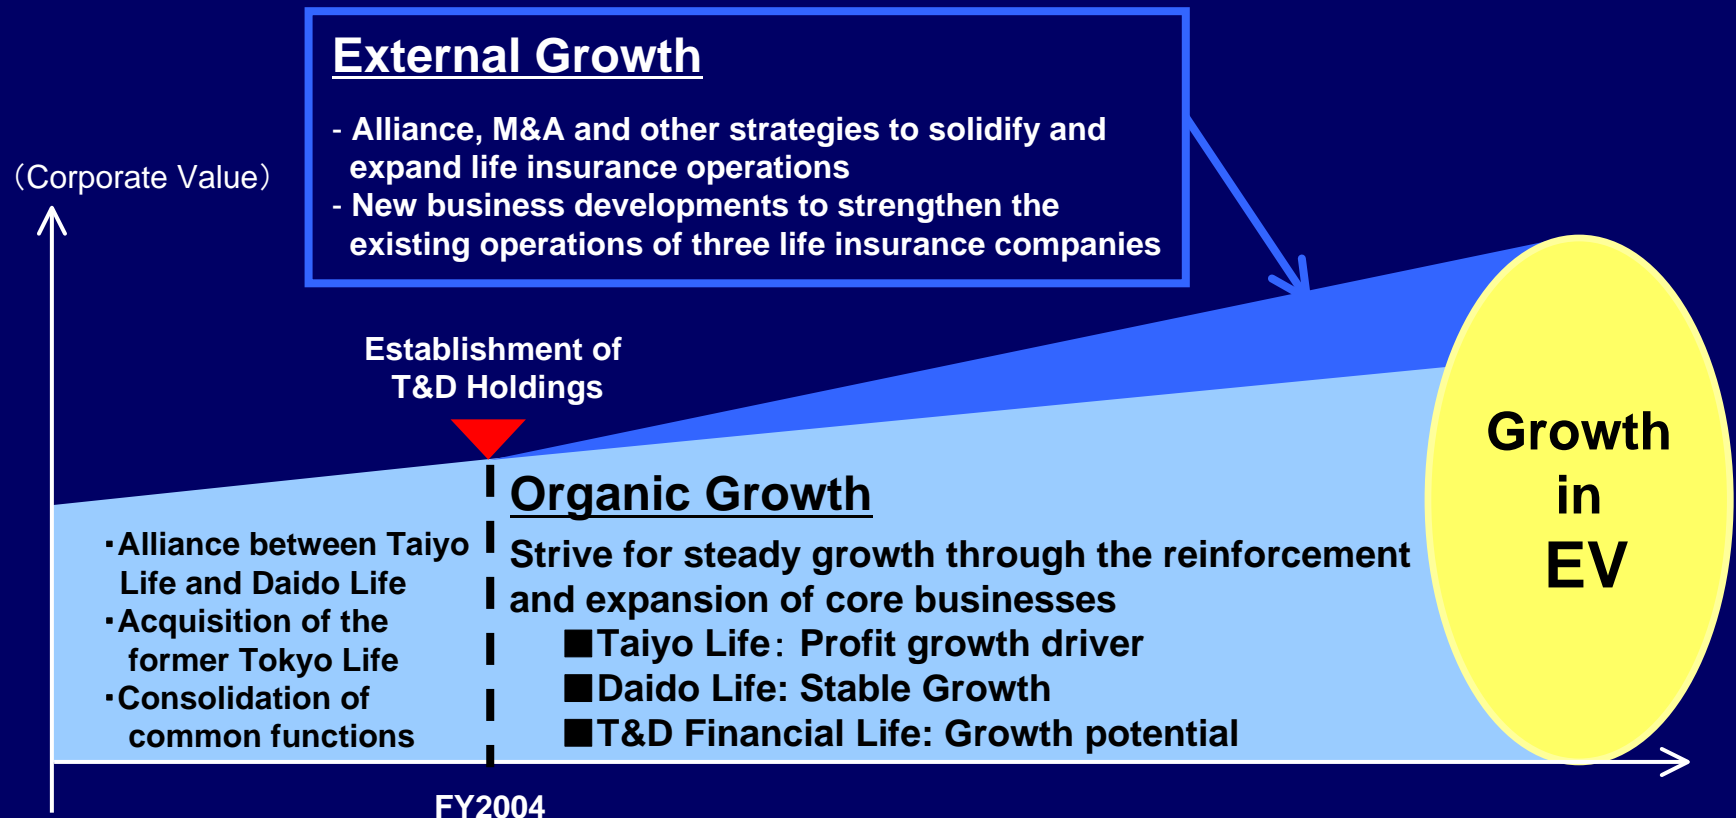 External Growth
- Alliance, M&A and other strategies to solidify and
expand life insurance operations
- New business developments to strengthen the
existing operations of three life insurance companies
（Corporate Value）
Establishment of
T&D Holdings
Growth
in
EV
Organic Growth
Strive for steady growth through the reinforcement
and expansion of core businesses
■Taiyo Life：Profit growth driver
■Daido Life: Stable Growth
■T&D Financial Life: Growth potential
・Alliance between Taiyo
Life and Daido Life
・Acquisition of the
former Tokyo Life
・Consolidation of
common functions
FY2004